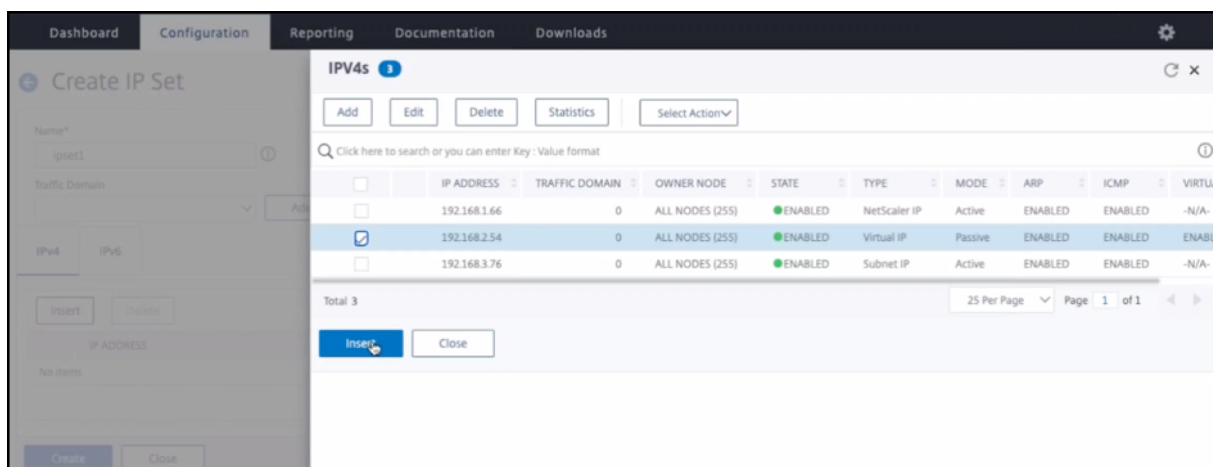 Dashboard Configuration Reporting Documentation Downloads
Create IP Set
Name*
ipset1
Traffic Domain
Add
IPv4 IPv6
Insert Delete
IP ADDRESS
No items
Create Close
IPV4s 3
Add Edit Delete Statistics Select Action
Click here to search or you can enter Key : Value format
IP ADDRESS TRAFFIC DOMAIN OWNER NODE STATE TYPE MODE ARP ICMP VIRTU
192.168.1.66 0 ALL NODES (255) ENABLED NetScaler IP Active ENABLED ENABLED -N/A-
192.168.2.54 0 ALL NODES (255) ENABLED Virtual IP Passive ENABLED ENABLED ENABL
192.168.3.76 0 ALL NODES (255) ENABLED Subnet IP Active ENABLED ENABLED -N/A-
Total 3 25 Per Page Page 1 of 1
Insert Close